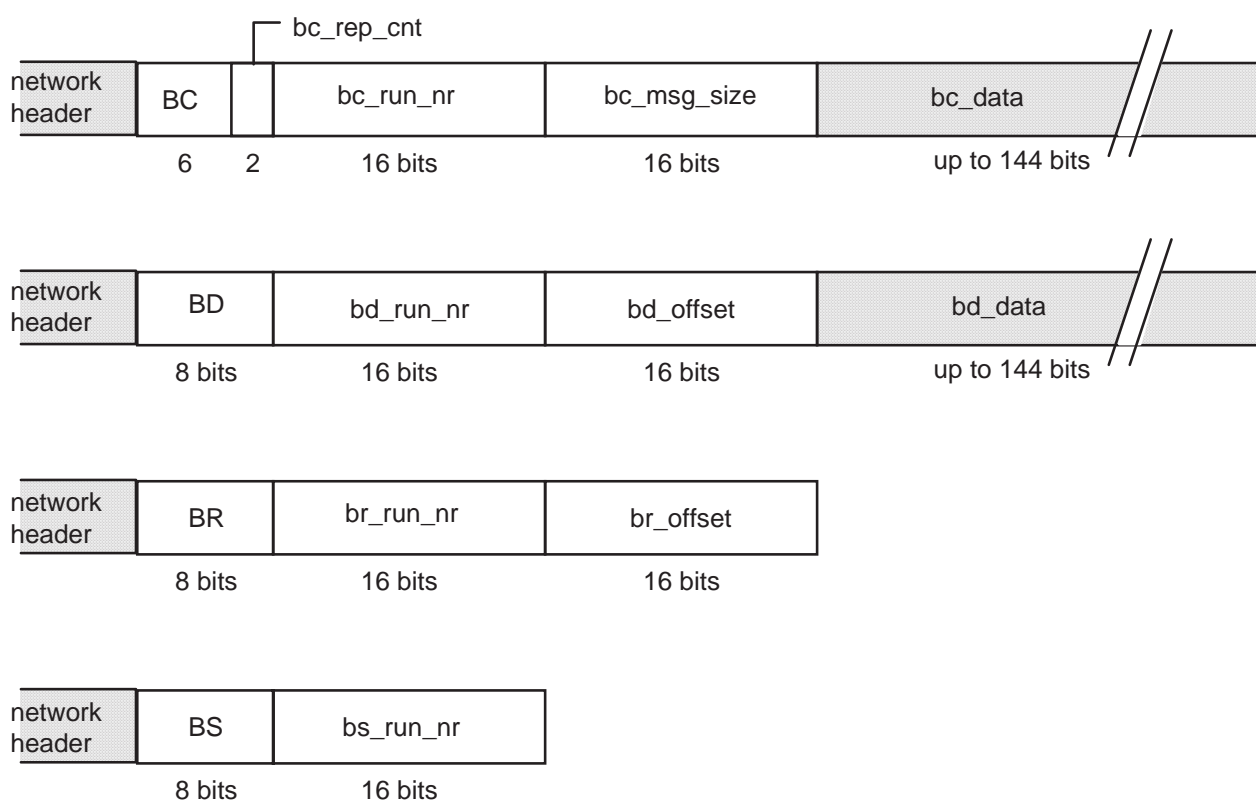 bc_rep_cnt
network
header
BC
bc_run_nr
bc_msg_size
bc_data
6
2
16 bits
16 bits
up to 144 bits
network
header
BD
bd_run_nr
bd_offset
bd_data
8 bits
16 bits
16 bits
up to 144 bits
network
header
BR
br_run_nr
br_offset
8 bits
16 bits
16 bits
network
header
BS
bs_run_nr
8 bits
16 bits